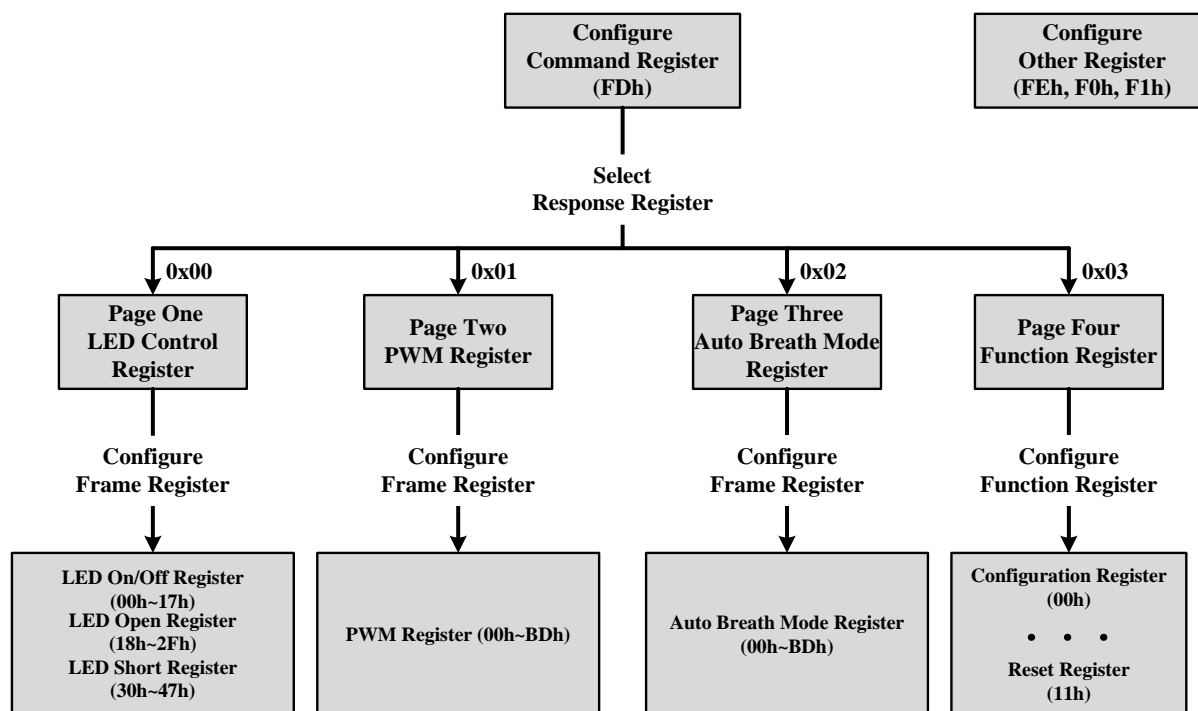 Configure
Command Register
(FDh)
Configure
Other Register
(FEh, F0h, F1h)
Select
Response Register
0x00
0x01
0x02
0x03
Page One
LED Control
Register
Page Two
PWM Register
Page Three
Auto Breath Mode
Register
Page Four
Function Register
Configure
Frame Register
Configure
Frame Register
Configure
Frame Register
Configure
Function Register
LED On/Off Register
(00h~17h)
LED Open Register
(18h~2Fh)
LED Short Register
(30h~47h)
PWM Register (00h~BDh)
Auto Breath Mode Register
(00h~BDh)
Configuration Register
(00h)
• • •
Reset Register
(11h)